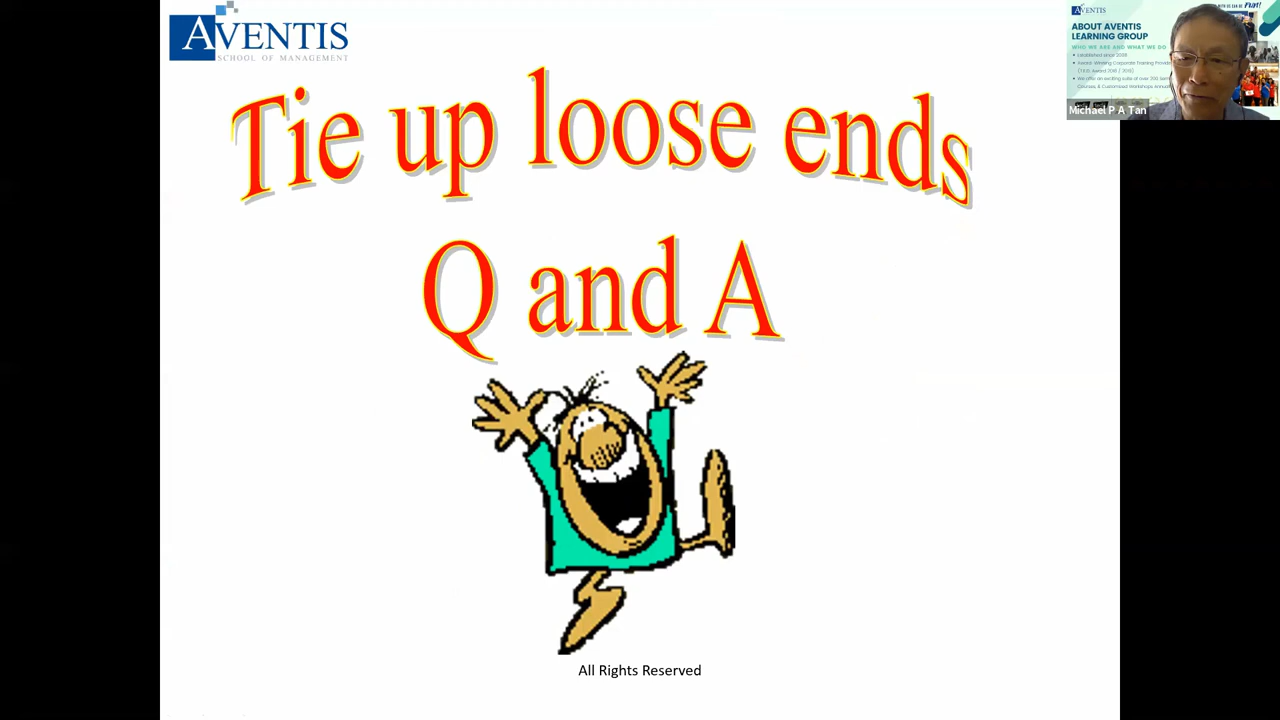 AVENTIS
SCHOOL OF MANAGEMENT
Tie up loose ends
Q and A
All Rights Reserved
AVENTIS
ABOUT AVENTIS
LEARNING GROUP
WHO WE ARE AND WHAT WE DO
Michael P A Tan